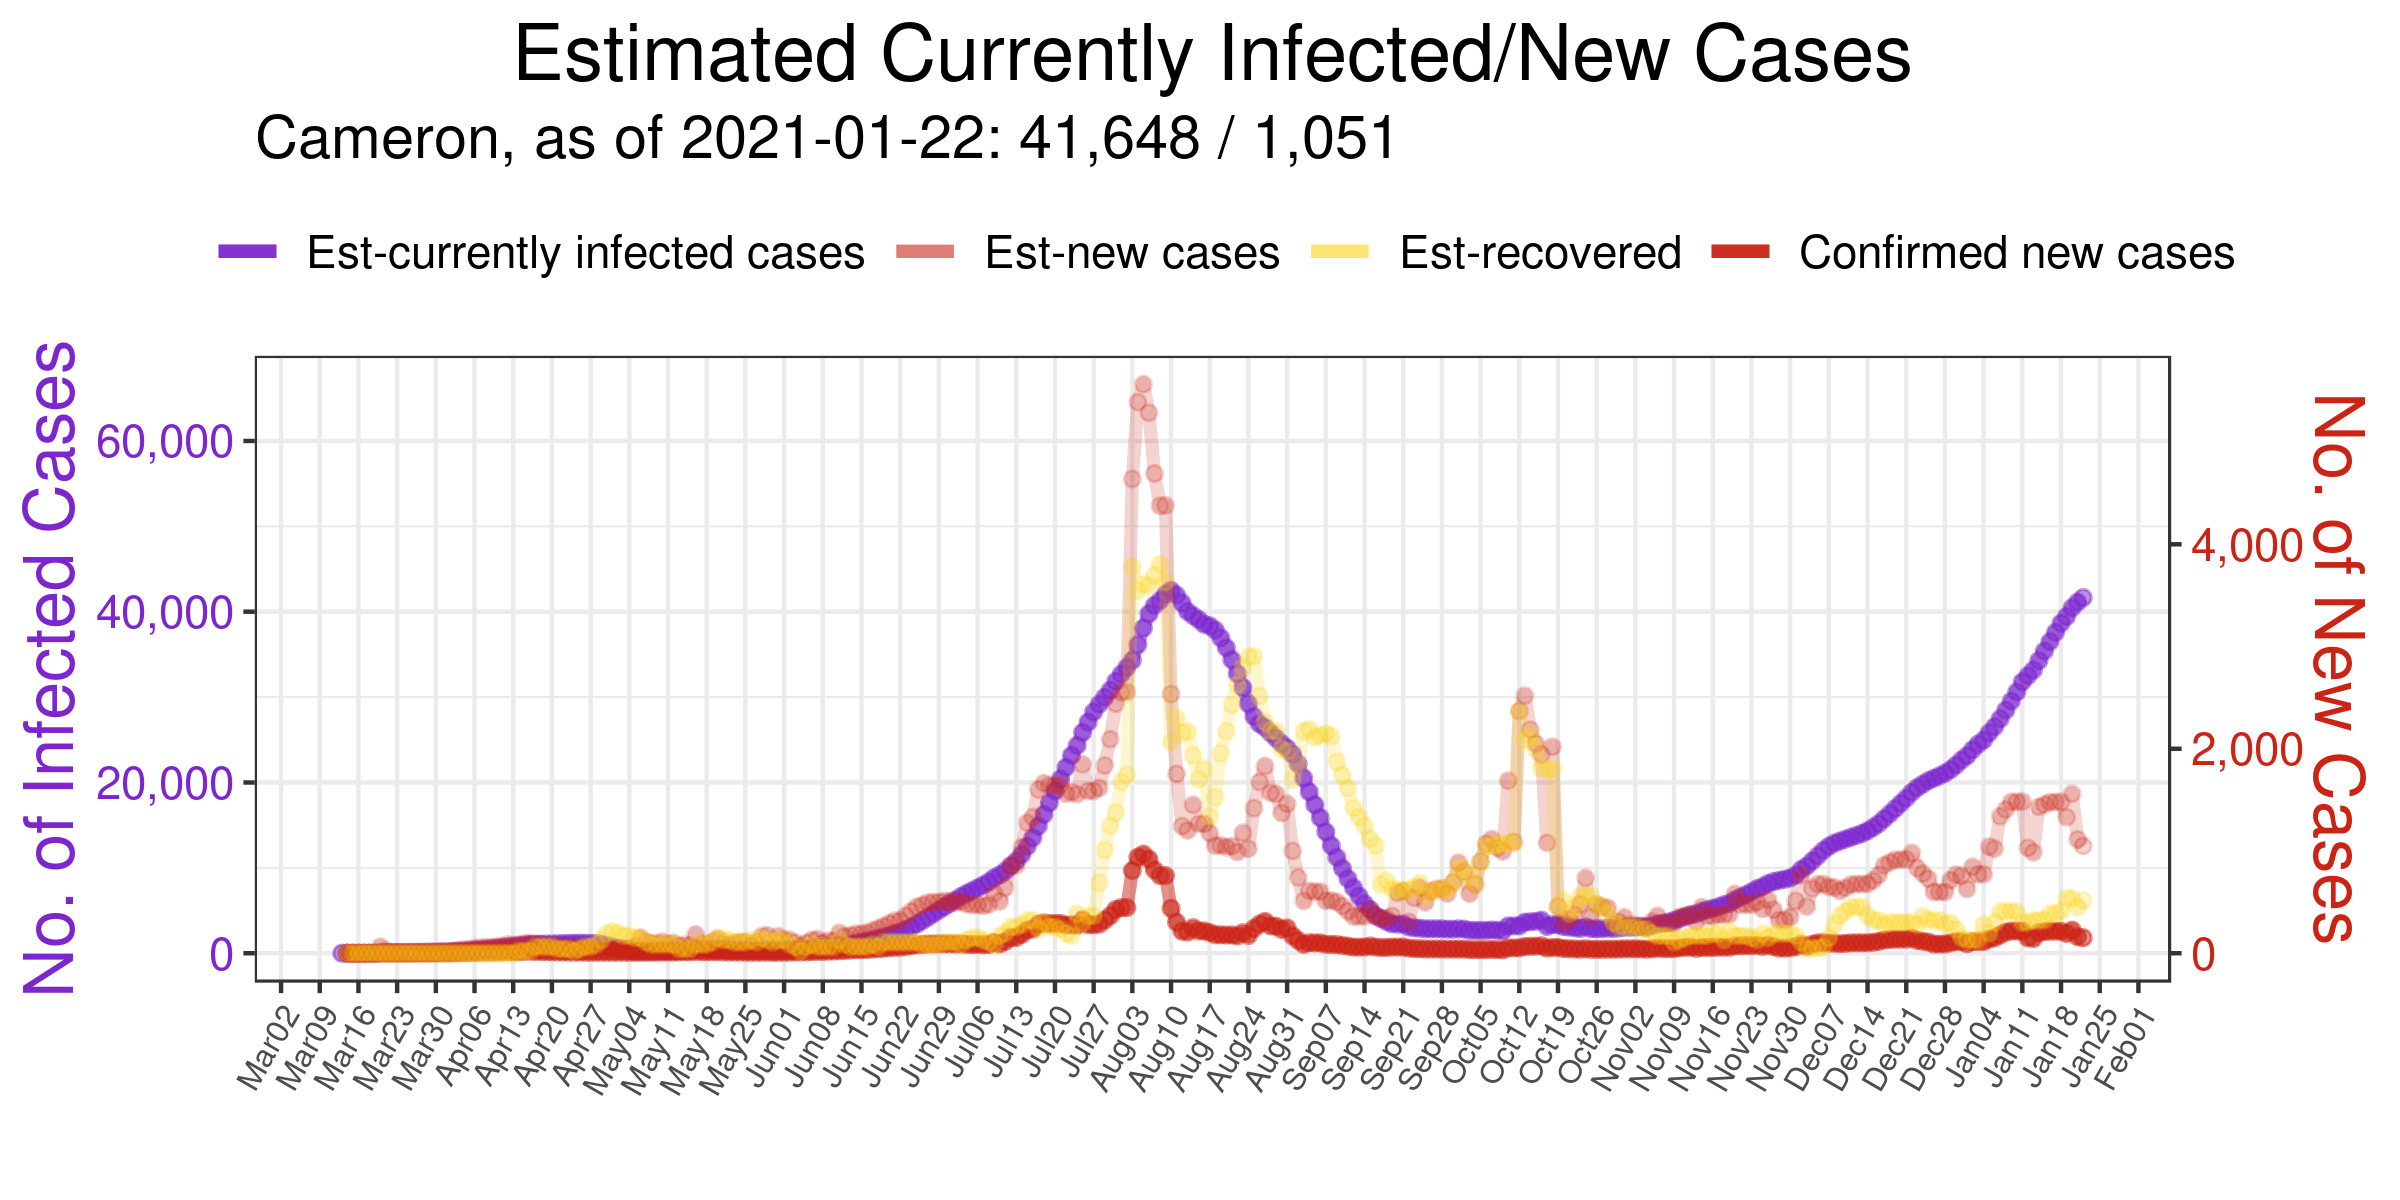 Estimated Currently Infected/New Cases
Cameron, as of 2021-01-22: 41,648 / 1,051
Est-currently infected cases Est-new cases Est-recovered Confirmed new cases
No. of Infected Cases
60,000
40,000
20,000
0
4,000
2,000
0
No. of New Cases
Mar02 Mar09 Mar16 Mar23 Mar30 Apr06 Apr13 Apr20 Apr27 May04 May11 May18 May25 Jun01 Jun08 Jun15 Jun22 Jun29 Jul06 Jul13 Jul20 Jul27 Aug03 Aug10 Aug17 Aug24 Aug31 Sep07 Sep14 Sep21 Sep28 Oct05 Oct12 Oct19 Oct26 Nov02 Nov09 Nov16 Nov23 Nov30 Dec07 Dec14 Dec21 Dec28 Jan04 Jan11 Jan18 Jan25 Feb01